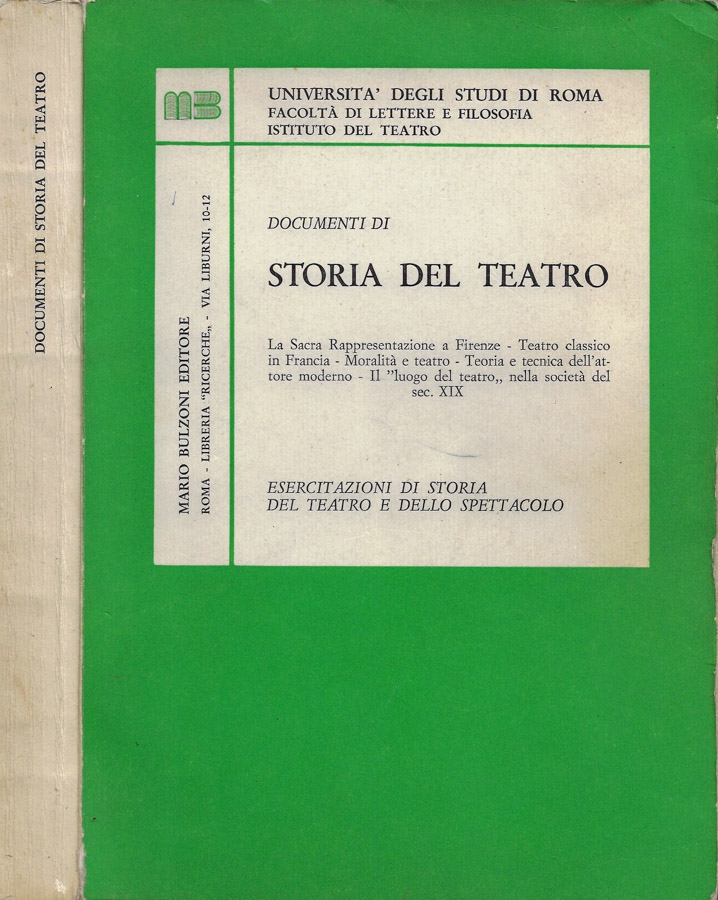 DOCUMENTI DI STORIA DEL TEATRO
MB
UNIVERSITA' DEGLI STUDI DI ROMA
FACOLTÀ DI LETTERE E FILOSOFIA
ISTITUTO DEL TEATRO
MARIO BULZONI EDITORE
ROMA - LIBRERIA "RICERCHE„ - VIA LIBURNI, 10-12
DOCUMENTI DI
STORIA DEL TEATRO
La Sacra Rappresentazione a Firenze - Teatro classico
in Francia - Moralità e teatro - Teoria e tecnica dell'at-
tore moderno - Il "luogo del teatro„ nella società del
sec. XIX
ESERCITAZIONI DI STORIA
DEL TEATRO E DELLO SPETTACOLO